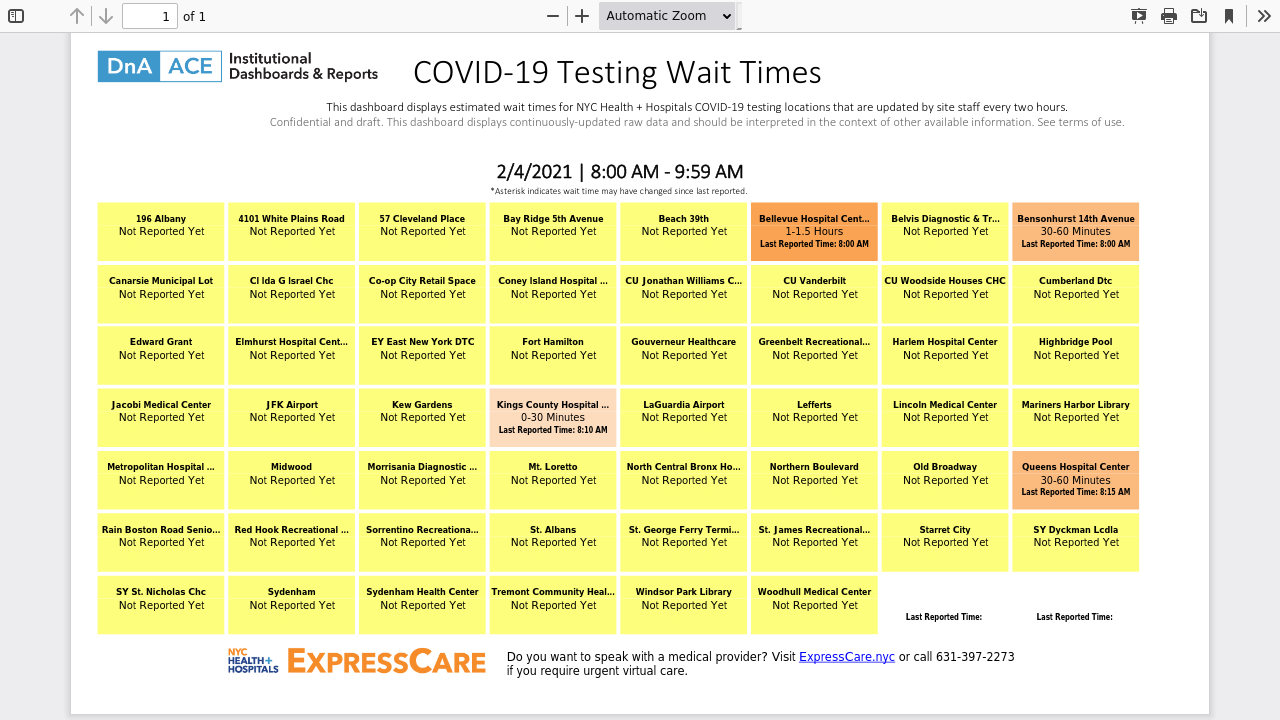 1 of 1 Automatic Zoom
DnA ACE Institutional
Dashboards & Reports
COVID-19 Testing Wait Times
This dashboard displays estimated wait times for NYC Health + Hospitals COVID-19 testing locations that are updated by site staff every two hours.
Confidential and draft. This dashboard displays continuously-updated raw data and should be interpreted in the context of other available information. See terms of use.
2/4/2021 | 8:00 AM - 9:59 AM
*Asterisk indicates wait time may have changed since last reported.
196 Albany
Not Reported Yet
4101 White Plains Road
Not Reported Yet
57 Cleveland Place
Not Reported Yet
Bay Ridge 5th Avenue
Not Reported Yet
Beach 39th
Not Reported Yet
Bellevue Hospital Cent...
1-1.5 Hours
Last Reported Time: 8:00 AM
Belvis Diagnostic & Tr...
Not Reported Yet
Bensonhurst 14th Avenue
30-60 Minutes
Last Reported Time: 8:00 AM
Canarsie Municipal Lot
Not Reported Yet
CI Ida G Israel Chc
Not Reported Yet
Co-op City Retail Space
Not Reported Yet
Coney Island Hospital ...
Not Reported Yet
CU Jonathan Williams C...
Not Reported Yet
CU Vanderbilt
Not Reported Yet
CU Woodside Houses CHC
Not Reported Yet
Cumberland Dtc
Not Reported Yet
Edward Grant
Not Reported Yet
Elmhurst Hospital Cent...
Not Reported Yet
EY East New York DTC
Not Reported Yet
Fort Hamilton
Not Reported Yet
Gouverneur Healthcare
Not Reported Yet
Greenbelt Recreational...
Not Reported Yet
Harlem Hospital Center
Not Reported Yet
Highbridge Pool
Not Reported Yet
Jacobi Medical Center
Not Reported Yet
JFK Airport
Not Reported Yet
Kew Gardens
Not Reported Yet
Kings County Hospital ...
0-30 Minutes
Last Reported Time: 8:10 AM
LaGuardia Airport
Not Reported Yet
Lefferts
Not Reported Yet
Lincoln Medical Center
Not Reported Yet
Mariners Harbor Library
Not Reported Yet
Metropolitan Hospital ...
Not Reported Yet
Midwood
Not Reported Yet
Morrisania Diagnostic ...
Not Reported Yet
Mt. Loretto
Not Reported Yet
North Central Bronx Ho...
Not Reported Yet
Northern Boulevard
Not Reported Yet
Old Broadway
Not Reported Yet
Queens Hospital Center
30-60 Minutes
Last Reported Time: 8:15 AM
Rain Boston Road Senio...
Not Reported Yet
Red Hook Recreational ...
Not Reported Yet
Sorrentino Recreationa...
Not Reported Yet
St. Albans
Not Reported Yet
St. George Ferry Termi...
Not Reported Yet
St. James Recreational...
Not Reported Yet
Starret City
Not Reported Yet
SY Dyckman Lcdla
Not Reported Yet
SY St. Nicholas Chc
Not Reported Yet
Sydenham
Not Reported Yet
Sydenham Health Center
Not Reported Yet
Tremont Community Heal...
Not Reported Yet
Windsor Park Library
Not Reported Yet
Woodhull Medical Center
Not Reported Yet
Last Reported Time:
Last Reported Time:
NYC
HEALTH+
HOSPITALS
EXPRESSCARE
Do you want to speak with a medical provider? Visit ExpressCare.nyc or call 631-397-2273
if you require urgent virtual care.